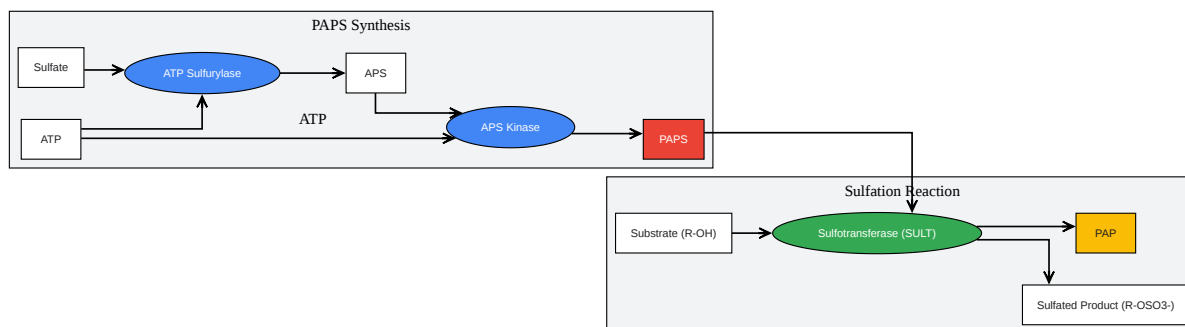 PAPS Synthesis
Sulfate
ATP Sulfurylase
APS
ATP
ATP
APS Kinase
PAPS
Sulfation Reaction
Substrate (R-OH)
Sulfotransferase (SULT)
PAP
Sulfated Product (R-OSO3-)